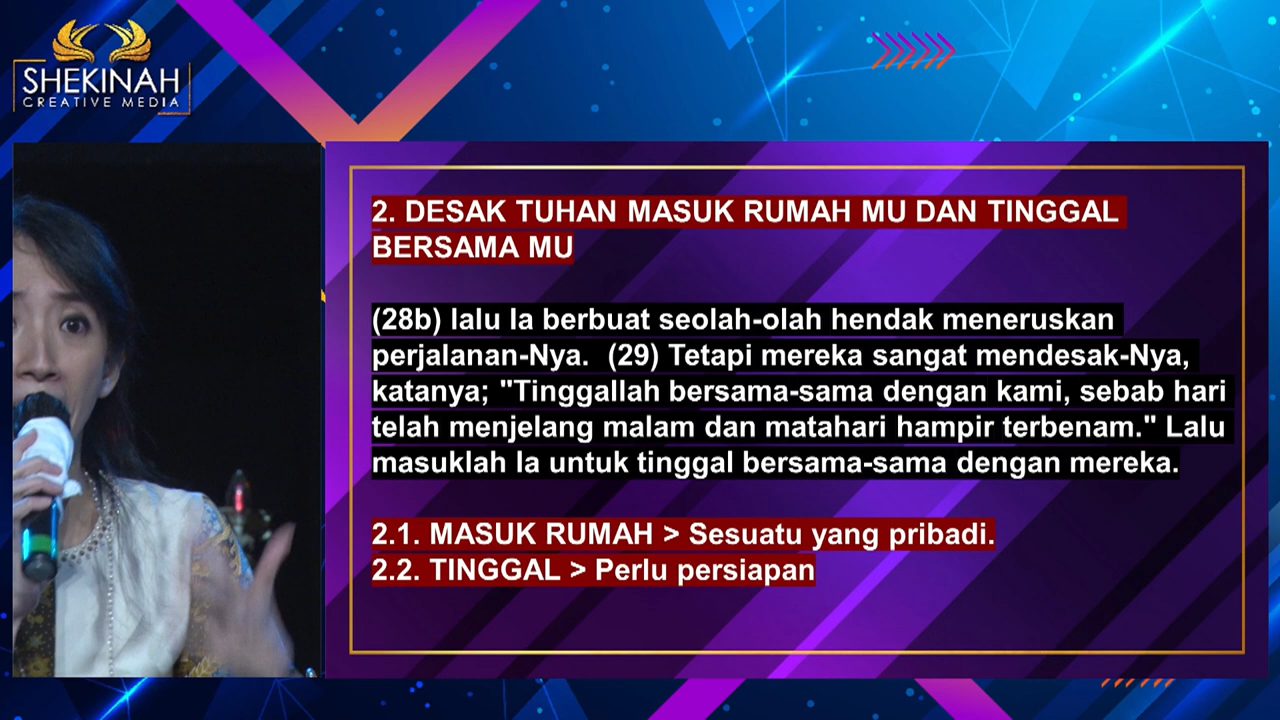 SHEKINAH
CREATIVE MEDIA
2. DESAK TUHAN MASUK RUMAH MU DAN TINGGAL
BERSAMA MU
(28b) lalu Ia berbuat seolah-olah hendak meneruskan
perjalanan-Nya. (29) Tetapi mereka sangat mendesak-Nya,
katanya; "Tinggallah bersama-sama dengan kami, sebab hari
telah menjelang malam dan matahari hampir terbenam." Lalu
masuklah Ia untuk tinggal bersama-sama dengan mereka.
2.1. MASUK RUMAH > Sesuatu yang pribadi.
2.2. TINGGAL > Perlu persiapan